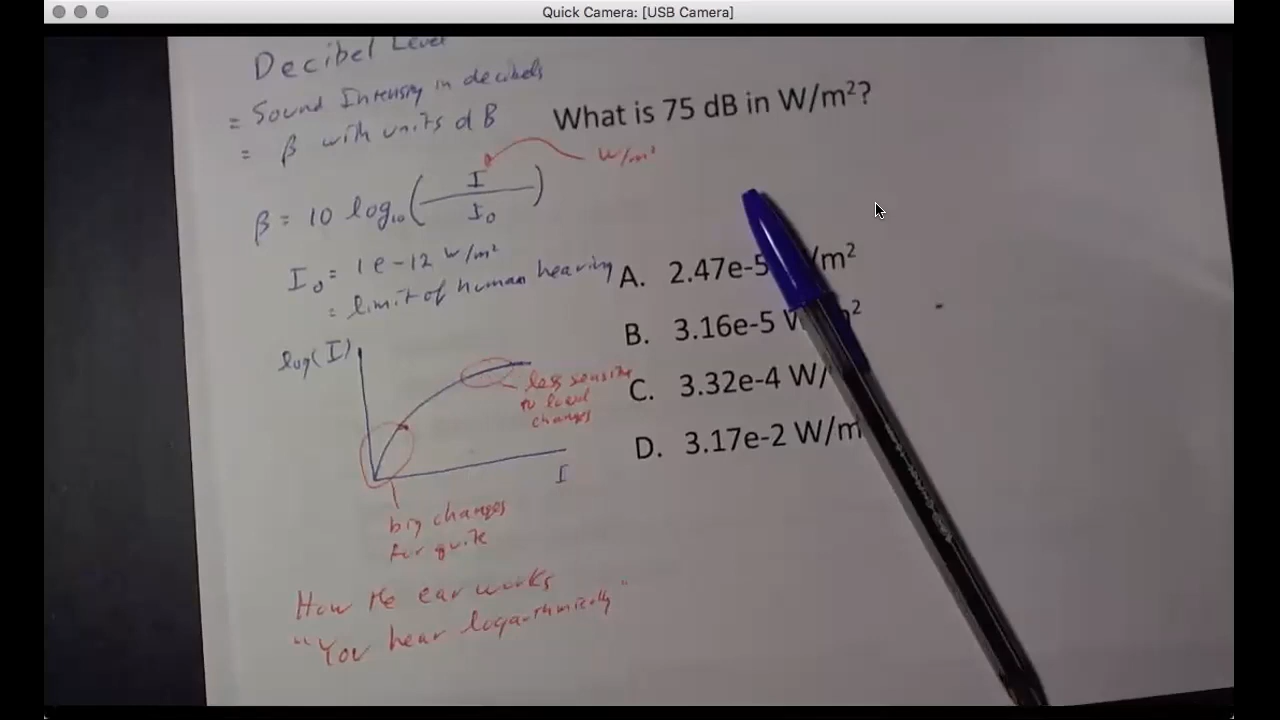 Quick Camera: [USB Camera]
Decibel Level
= Sound Intensity in decibels
= β with units dB
What is 75 dB in W/m²?
W/m²
β = 10 log₁₀(I / I₀)
I₀ = 1e-12 W/m²
= limit of human hearing
A. 2.47e-5 /m²
B. 3.16e-5 W m²
C. 3.32e-4 W/
D. 3.17e-2 W/m
log(I)
less sensitive
to loud
changes
I
big changes
for quite
How the ear works
"You hear logarithmically"